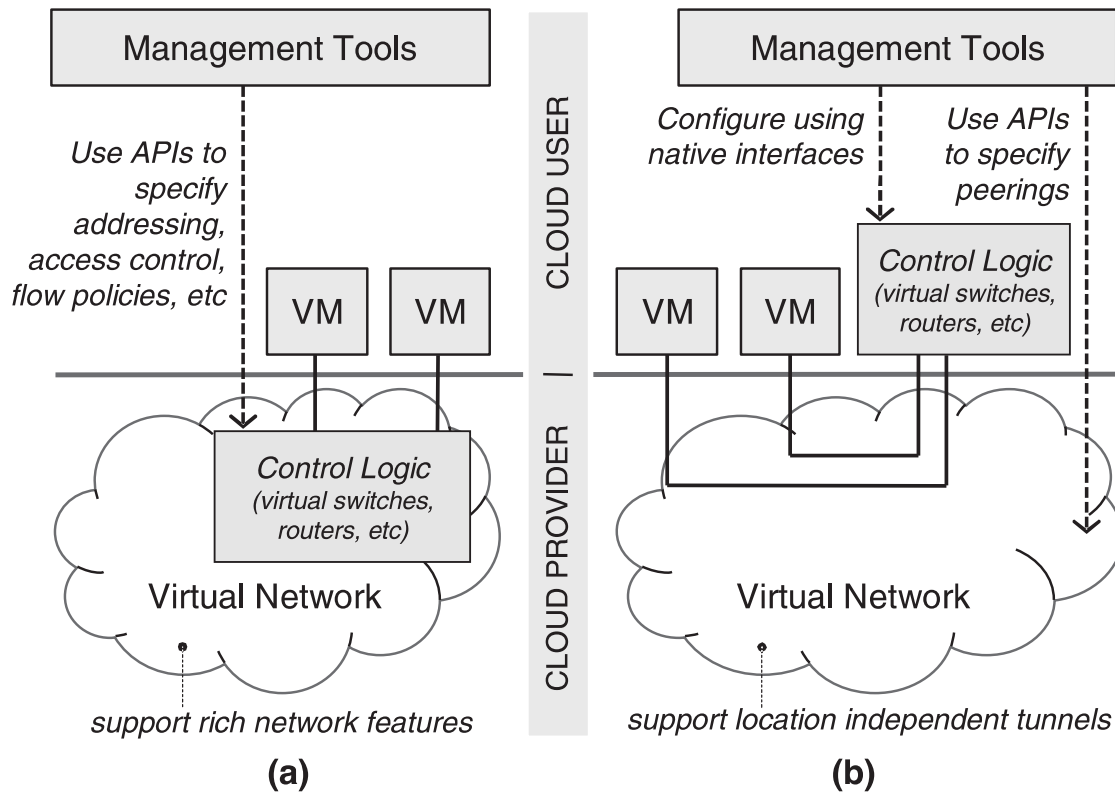 Management Tools
Use APIs to
specify
addressing,
access control,
flow policies, etc
VM
VM
Control Logic
(virtual switches,
routers, etc)
Virtual Network
support rich network features
(a)
CLOUD USER
|
CLOUD PROVIDER
Management Tools
Configure using
native interfaces
Use APIs
to specify
peerings
Control Logic
(virtual switches,
routers, etc)
VM
VM
Virtual Network
support location independent tunnels
(b)